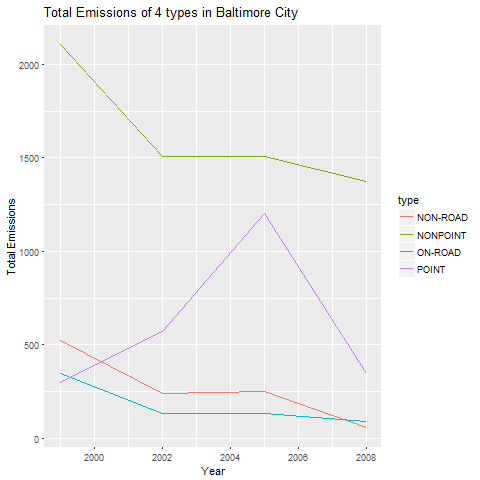 Total Emissions of 4 types in Baltimore City
2000
1500
1000
500
0
Total Emissions
2000
2002
2004
2006
2008
Year
type
NON-ROAD
NONPOINT
ON-ROAD
POINT